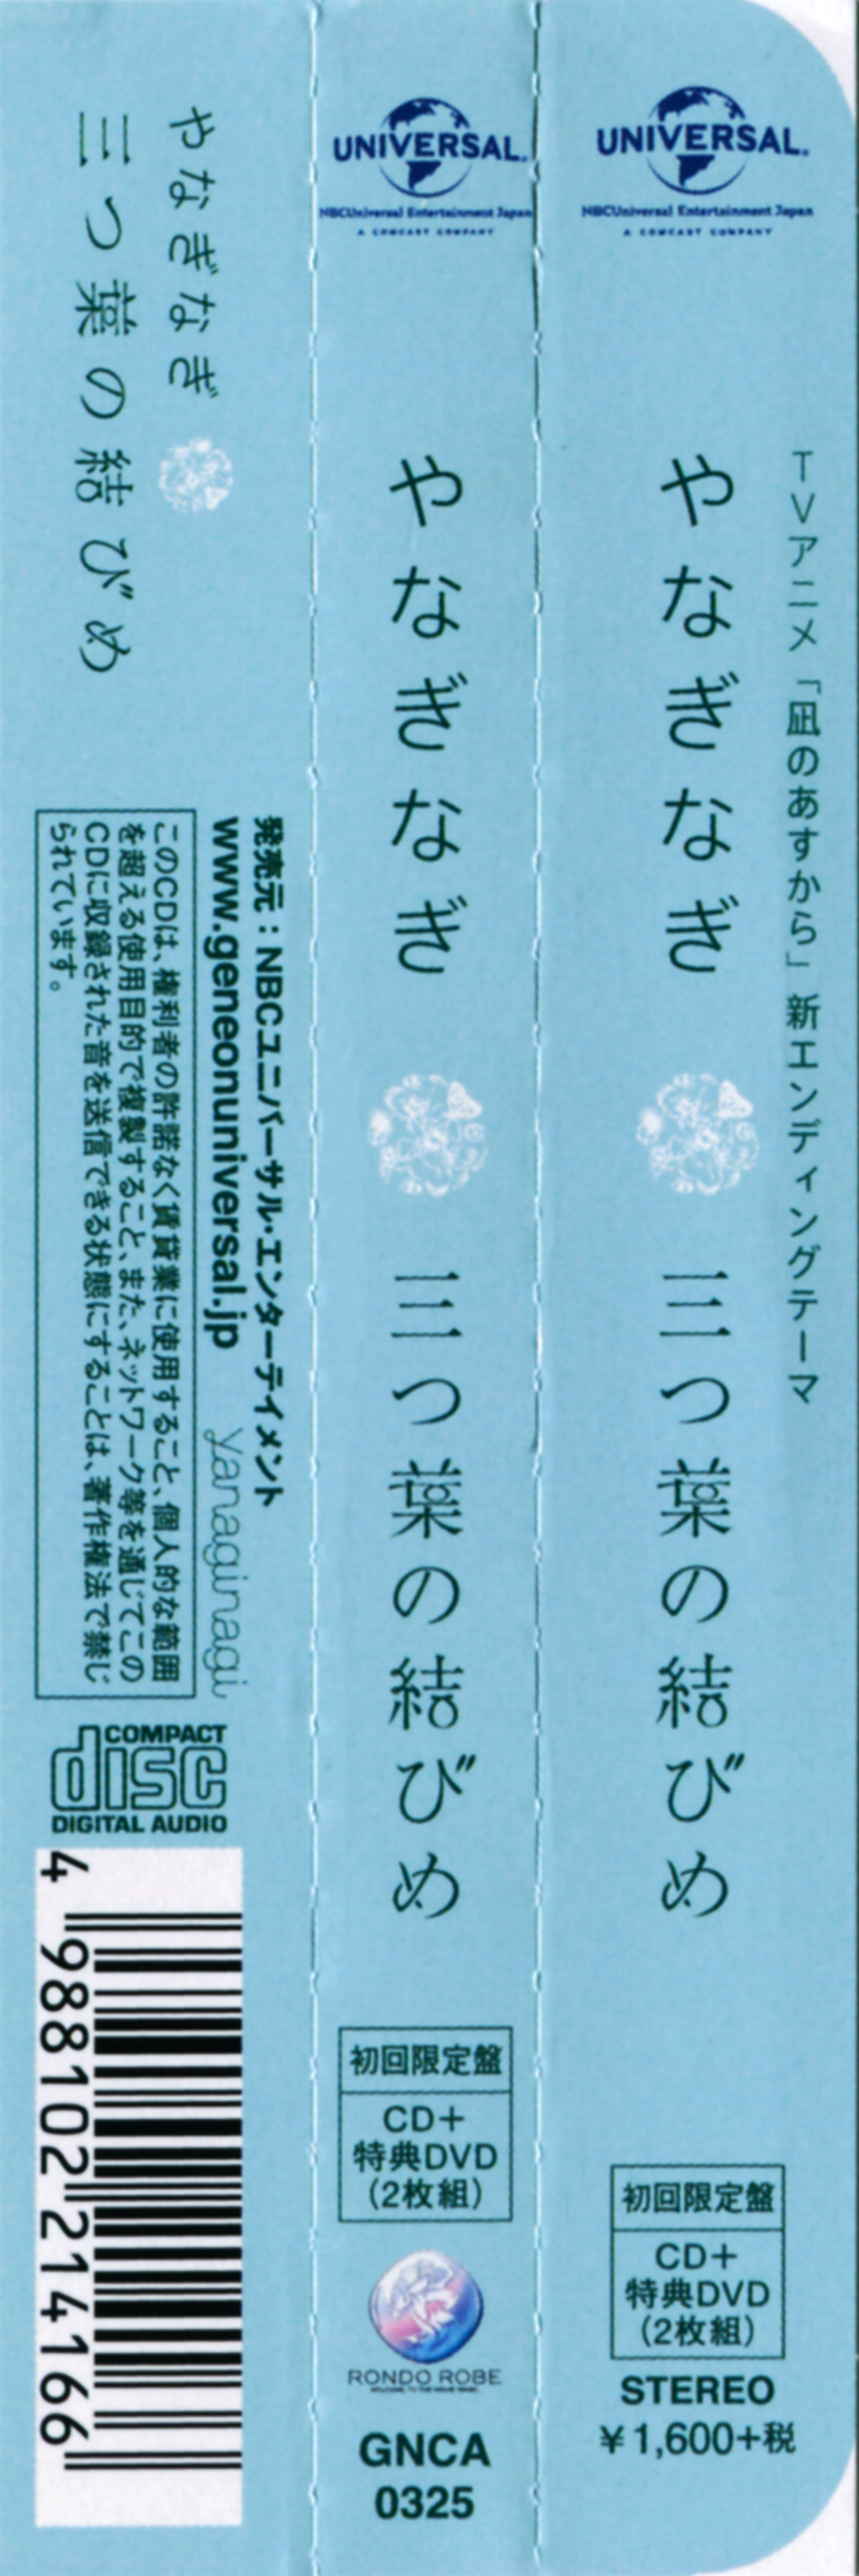 UNIVERSAL
NBCUniversal Entertainment Japan
A COMCAST COMPANY
TVアニメ「凪のあすから」新エンディングテーマ
やなぎなぎ
三つ葉の結びめ
初回限定盤
CD+
特典DVD
(2枚組)
STEREO
¥1,600+税
UNIVERSAL
NBCUniversal Entertainment Japan
A COMCAST COMPANY
やなぎなぎ
三つ葉の結びめ
初回限定盤
CD+
特典DVD
(2枚組)
RONDO ROBE
GNCA
0325
やなぎなぎ
三つ葉の結びめ
発売元：NBCユニバーサル・エンターテイメント
www.geneonuniversal.jp
yanaginagi
このCDは、権利者の許諾なく賃貸業に使用すること、個人的な範囲
を超える使用目的で複製すること、また、ネットワーク等を通じてこの
CDに収録された音を送信できる状態にすることは、著作権法で禁じ
られています。
COMPACT
disc
DIGITAL AUDIO
4 988102 214166